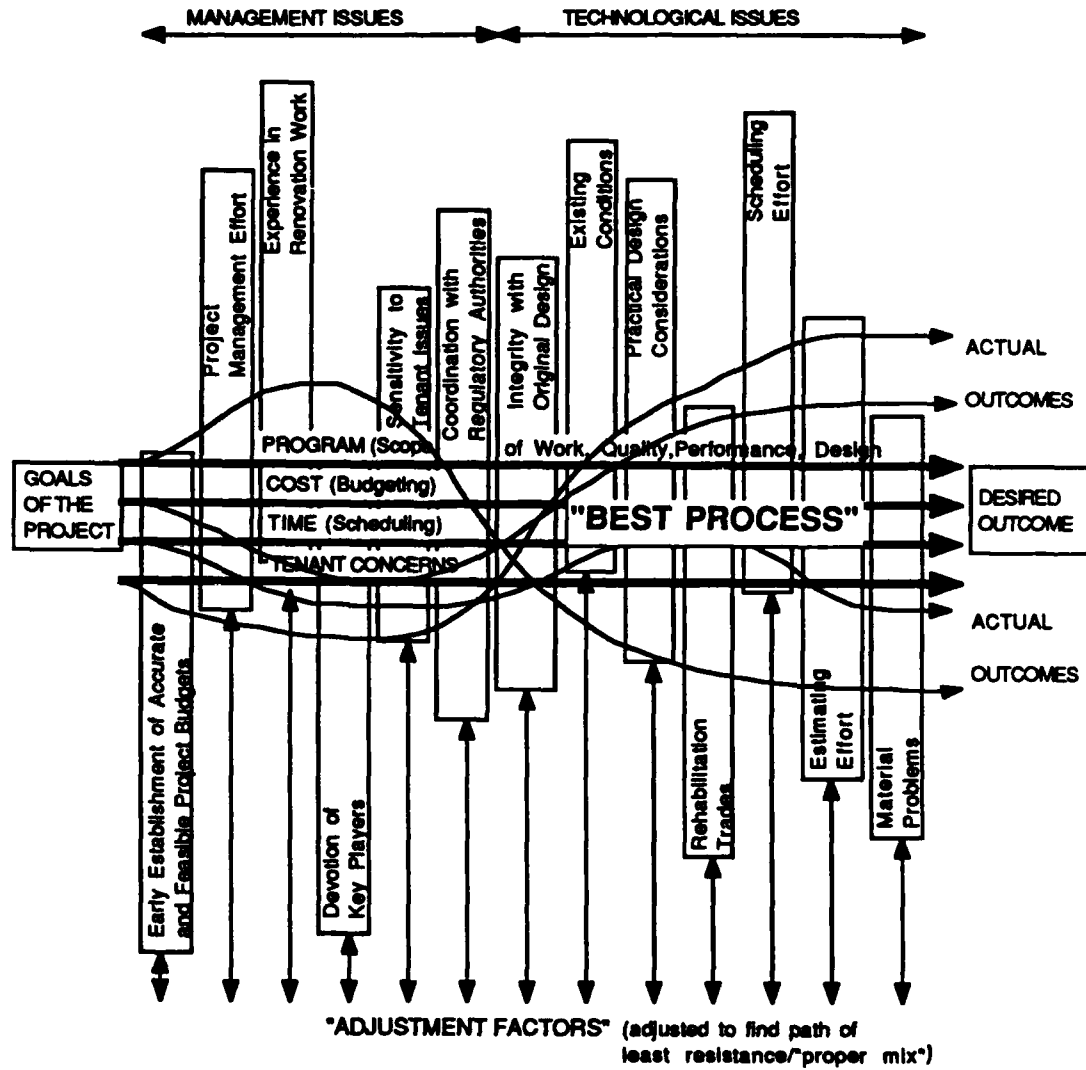 MANAGEMENT ISSUES
TECHNOLOGICAL ISSUES
Early Establishment of Accurate
and Feasible Project Budgets
Project
Management Effort
Experience in
Renovation Work
Devotion of
Key Players
Sensitivity to
Tenant Issues
Coordination with
Regulatory Authorities
Integrity with
Original Design
Existing
Conditions
Practical Design
Considerations
Rehabilitation
Trades
Scheduling
Effort
Estimating
Effort
Material
Problems
GOALS
OF THE
PROJECT
PROGRAM (Scope of Work, Quality,Performance, Design
COST (Budgeting)
TIME (Scheduling)
"TENANT CONCERNS
"BEST PROCESS"
ACTUAL
OUTCOMES
DESIRED
OUTCOME
ACTUAL
OUTCOMES
"ADJUSTMENT FACTORS" (adjusted to find path of
least resistance/"proper mix")